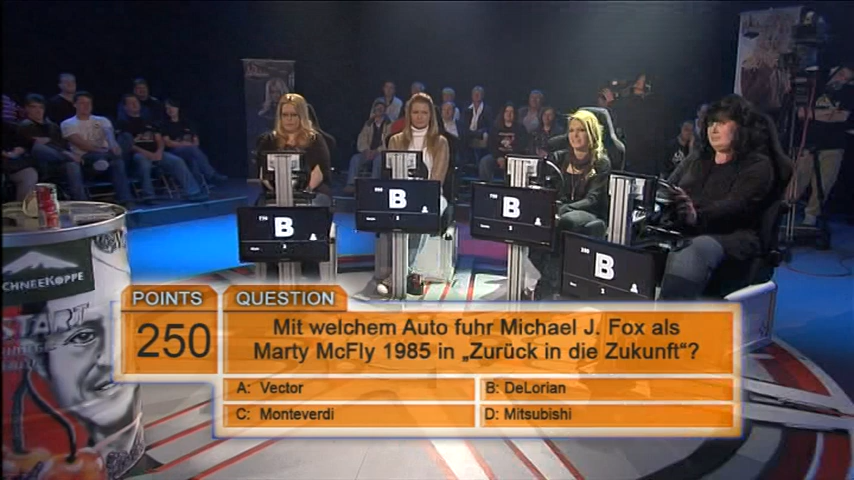 B
B
B
B
SCHNEEKOPPE
START
POINTS
QUESTION
250
Mit welchem Auto fuhr Michael J. Fox als
Marty McFly 1985 in „Zurück in die Zukunft“?
A: Vector
B: DeLorian
C: Monteverdi
D: Mitsubishi